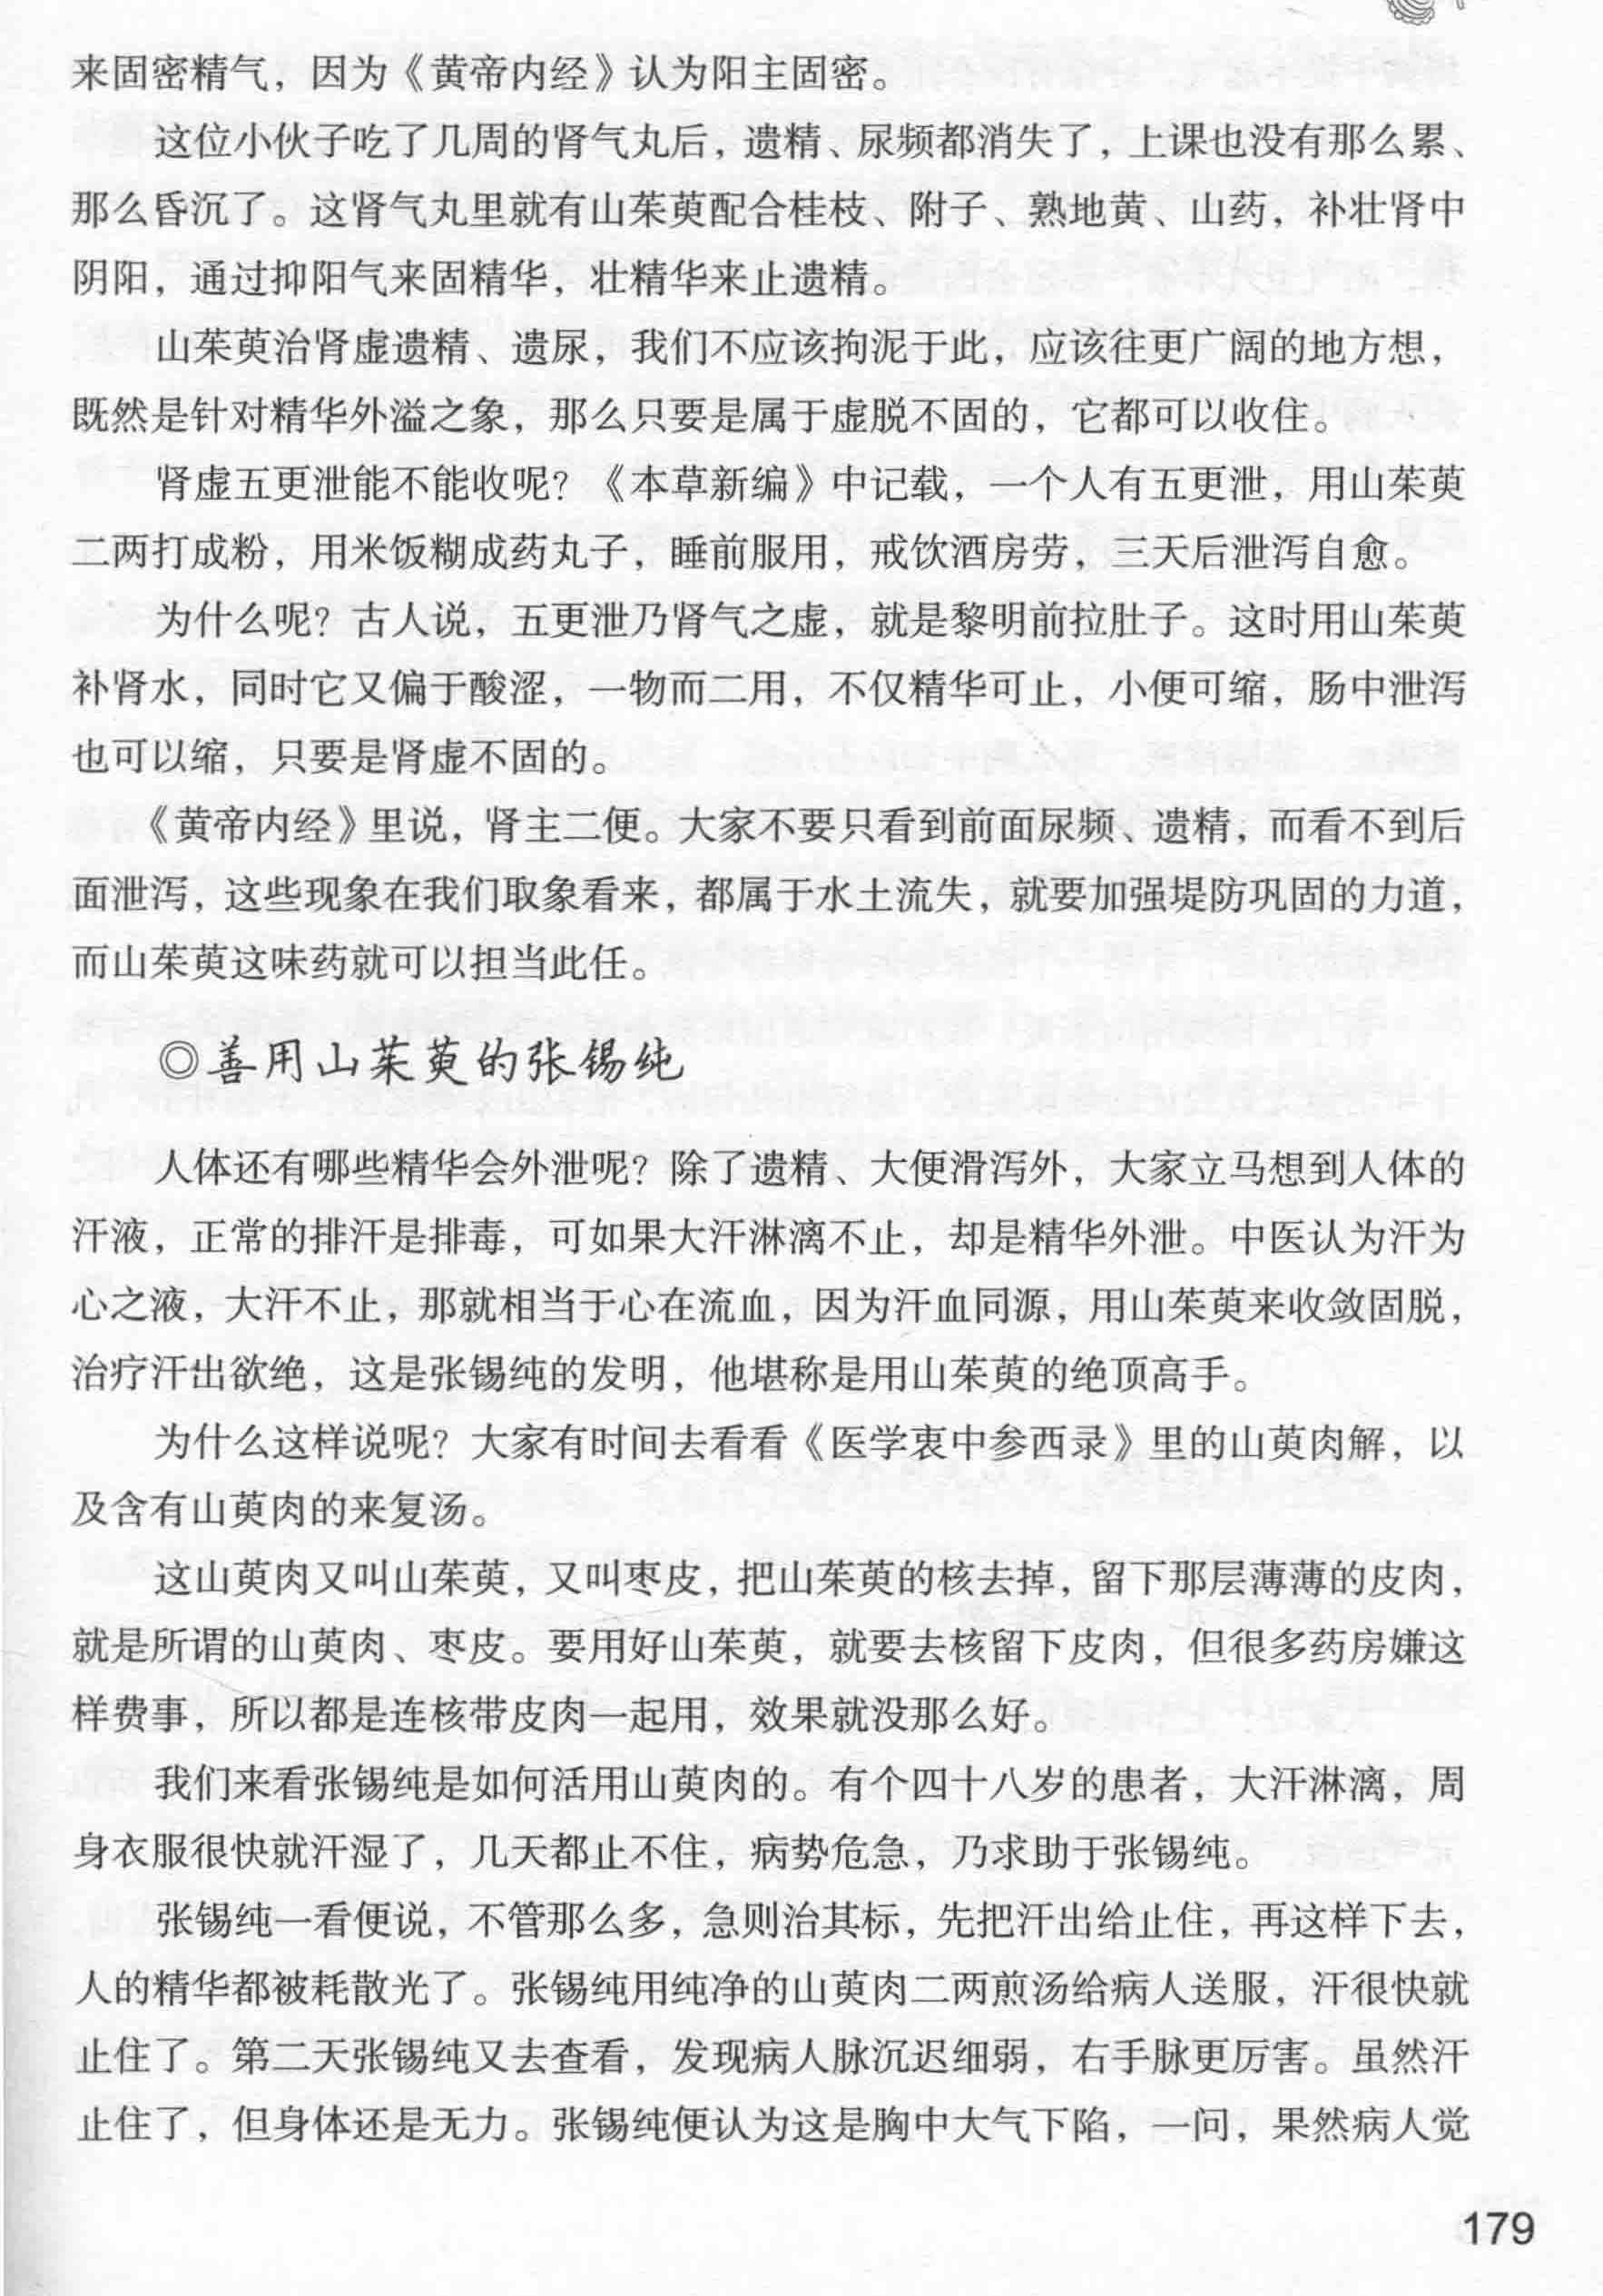 来固密精气，因为《黄帝内经》认为阳主固密。
这位小伙子吃了几周的肾气丸后，遗精、尿频都消失了，上课也没有那么累、
那么昏沉了。这肾气丸里就有山茱萸配合桂枝、附子、熟地黄、山药，补壮肾中
阴阳，通过抑阳气来固精华，壮精华来止遗精。
山茱萸治肾虚遗精、遗尿，我们不应该拘泥于此，应该往更广阔的地方想，
既然是针对精华外溢之象，那么只要是属于虚脱不固的，它都可以收住。
肾虚五更泄能不能收呢？《本草新编》中记载，一个人有五更泄，用山茱萸
二两打成粉，用米饭糊成药丸子，睡前服用，戒饮酒房劳，三天后泄泻自愈。
为什么呢？古人说，五更泄乃肾气之虚，就是黎明前拉肚子。这时用山茱萸
补肾水，同时它又偏于酸涩，一物而二用，不仅精华可止，小便可缩，肠中泄泻
也可以缩，只要是肾虚不固的。
《黄帝内经》里说，肾主二便。大家不要只看到前面尿频、遗精，而看不到后
面泄泻，这些现象在我们取象看来，都属于水土流失，就要加强堤防巩固的力道，
而山茱萸这味药就可以担当此任。
◎善用山茱萸的张锡纯
人体还有哪些精华会外泄呢？除了遗精、大便滑泻外，大家立马想到人体的
汗液，正常的排汗是排毒，可如果大汗淋漓不止，却是精华外泄。中医认为汗为
心之液，大汗不止，那就相当于心在流血，因为汗血同源，用山茱萸来收敛固脱，
治疗汗出欲绝，这是张锡纯的发明，他堪称是用山茱萸的绝顶高手。
为什么这样说呢？大家有时间去看看《医学衷中参西录》里的山萸肉解，以
及含有山萸肉的来复汤。
这山萸肉又叫山茱萸，又叫枣皮，把山茱萸的核去掉，留下那层薄薄的皮肉，
就是所谓的山萸肉、枣皮。要用好山茱萸，就要去核留下皮肉，但很多药房嫌这
样费事，所以都是连核带皮肉一起用，效果就没那么好。
我们来看张锡纯是如何活用山萸肉的。有个四十八岁的患者，大汗淋漓，周
身衣服很快就汗湿了，几天都止不住，病势危急，乃求助于张锡纯。
张锡纯一看便说，不管那么多，急则治其标，先把汗出给止住，再这样下去，
人的精华都被耗散光了。张锡纯用纯净的山萸肉二两煎汤给病人送服，汗很快就
止住了。第二天张锡纯又去查看，发现病人脉沉迟细弱，右手脉更厉害。虽然汗
止住了，但身体还是无力。张锡纯便认为这是胸中大气下陷，一问，果然病人觉
179